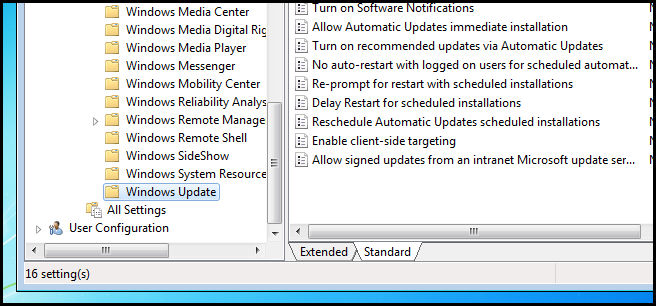 Windows Media Center
Windows Media Digital Rig
Windows Media Player
Windows Messenger
Windows Mobility Center
Windows Reliability Analys
Windows Remote Manage
Windows Remote Shell
Windows SideShow
Windows System Resource
Windows Update
All Settings
User Configuration
Turn on Software Notifications
Allow Automatic Updates immediate installation
Turn on recommended updates via Automatic Updates
No auto-restart with logged on users for scheduled automat...
Re-prompt for restart with scheduled installations
Delay Restart for scheduled installations
Reschedule Automatic Updates scheduled installations
Enable client-side targeting
Allow signed updates from an intranet Microsoft update ser...
Extended Standard
16 setting(s)